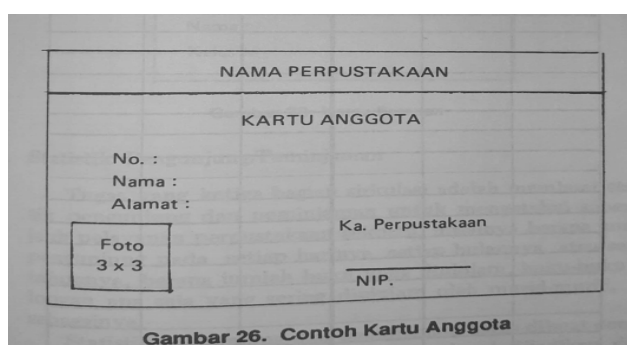 NAMA PERPUSTAKAAN
KARTU ANGGOTA
No. :
Nama :
Alamat :
Ka. Perpustakaan
Foto
3 x 3
NIP.
Gambar 26. Contoh Kartu Anggota